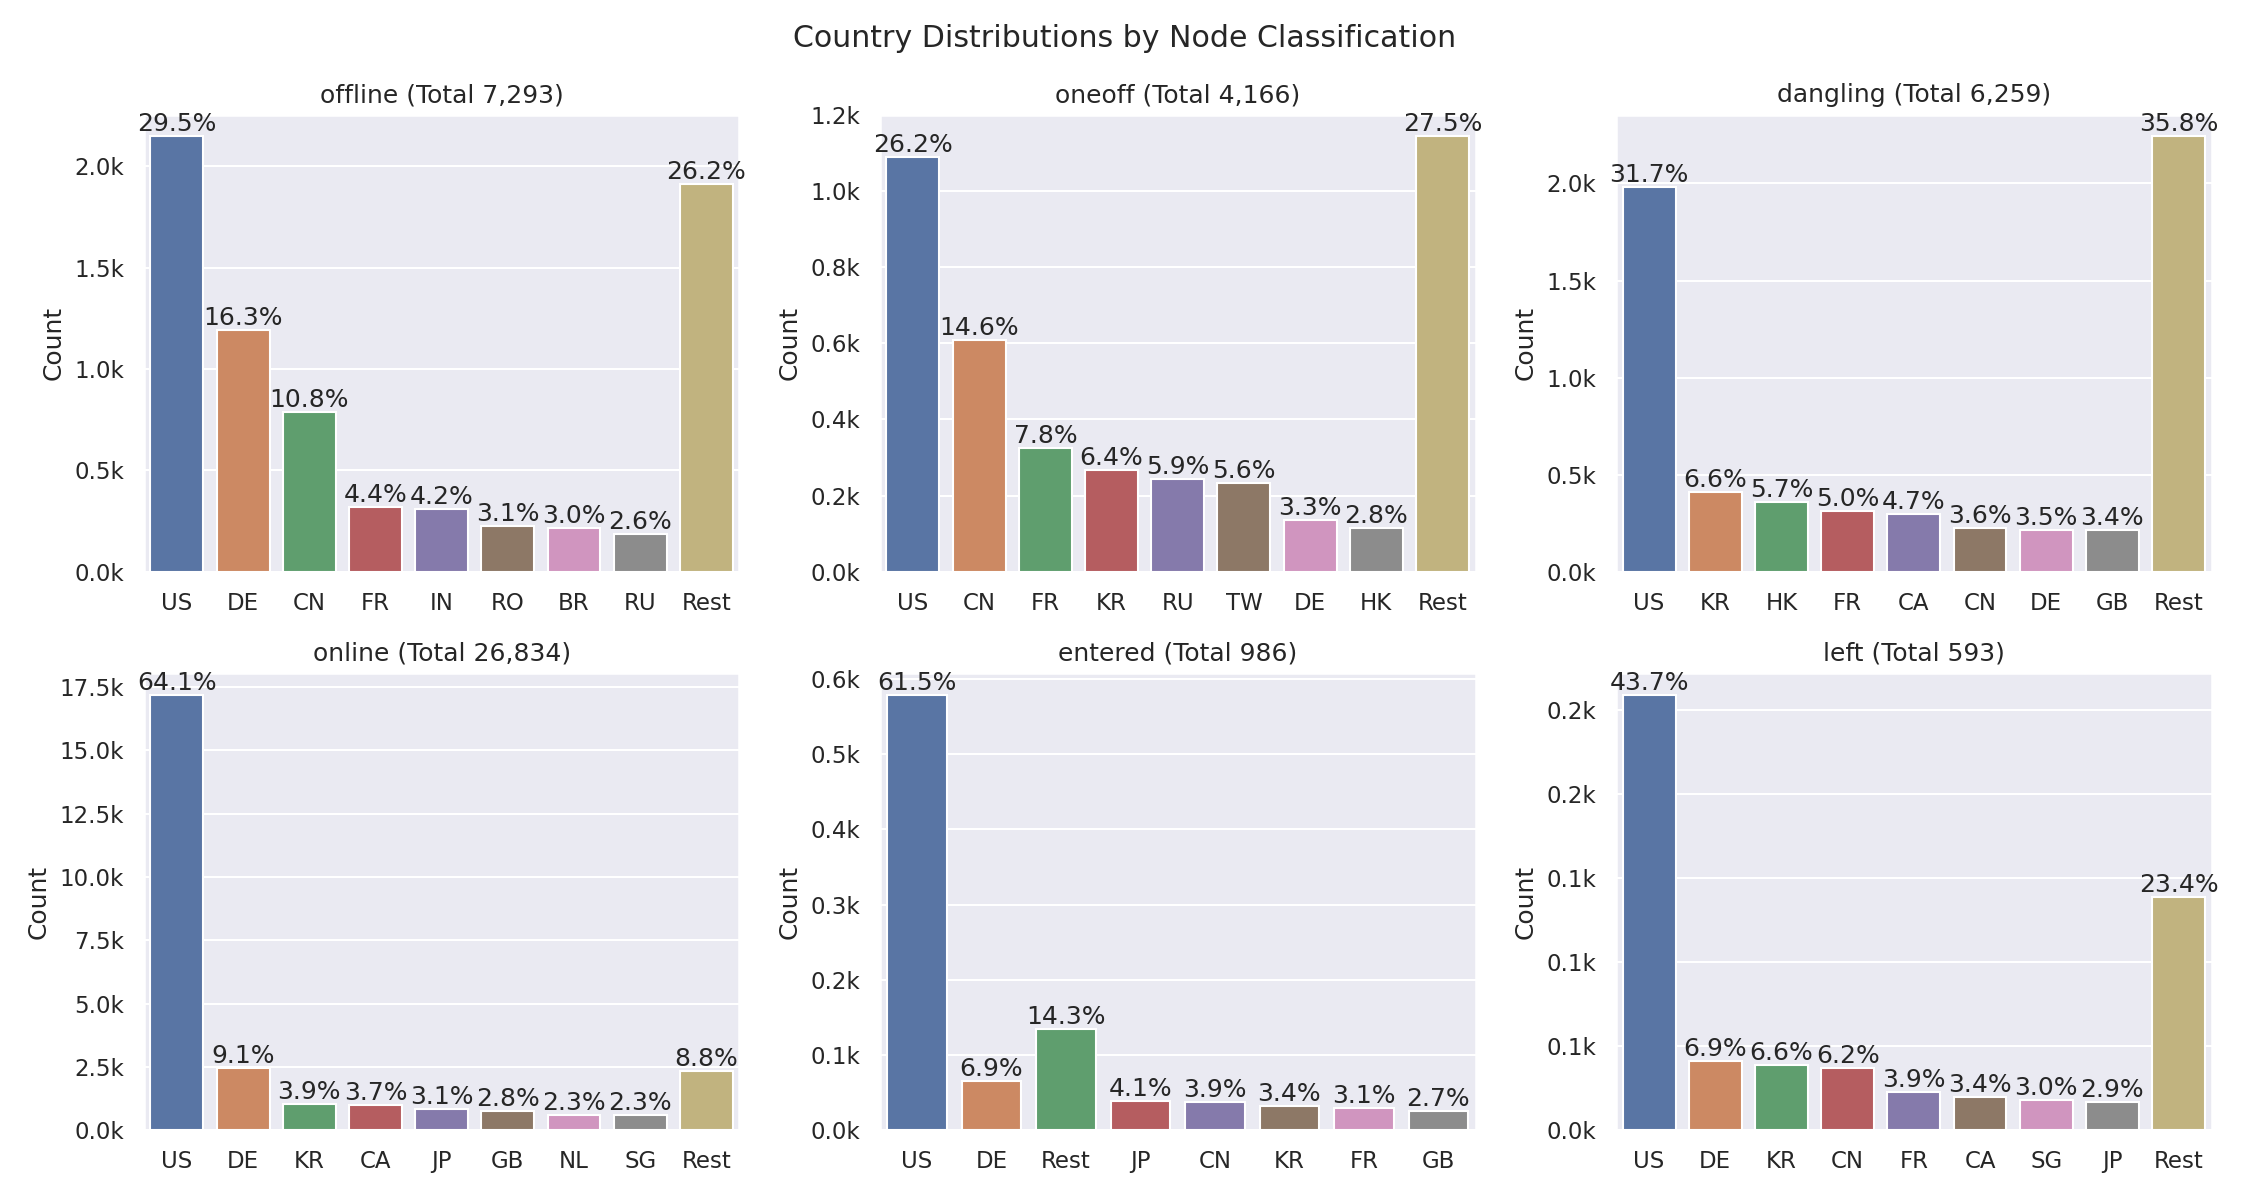 Country Distributions by Node Classification
offline (Total 7,293)
Count
2.0k
1.5k
1.0k
0.5k
0.0k
29.5% 16.3% 10.8% 4.4% 4.2% 3.1% 3.0% 2.6% 26.2%
US DE CN FR IN RO BR RU Rest
oneoff (Total 4,166)
Count
1.2k
1.0k
0.8k
0.6k
0.4k
0.2k
0.0k
26.2% 14.6% 7.8% 6.4% 5.9% 5.6% 3.3% 2.8% 27.5%
US CN FR KR RU TW DE HK Rest
dangling (Total 6,259)
Count
2.0k
1.5k
1.0k
0.5k
0.0k
31.7% 6.6% 5.7% 5.0% 4.7% 3.6% 3.5% 3.4% 35.8%
US KR HK FR CA CN DE GB Rest
online (Total 26,834)
Count
17.5k
15.0k
12.5k
10.0k
7.5k
5.0k
2.5k
0.0k
64.1% 9.1% 3.9% 3.7% 3.1% 2.8% 2.3% 2.3% 8.8%
US DE KR CA JP GB NL SG Rest
entered (Total 986)
Count
0.6k
0.5k
0.4k
0.3k
0.2k
0.1k
0.0k
61.5% 6.9% 14.3% 4.1% 3.9% 3.4% 3.1% 2.7%
US DE Rest JP CN KR FR GB
left (Total 593)
Count
0.2k
0.2k
0.1k
0.1k
0.1k
0.0k
43.7% 6.9% 6.6% 6.2% 3.9% 3.4% 3.0% 2.9% 23.4%
US DE KR CN FR CA SG JP Rest